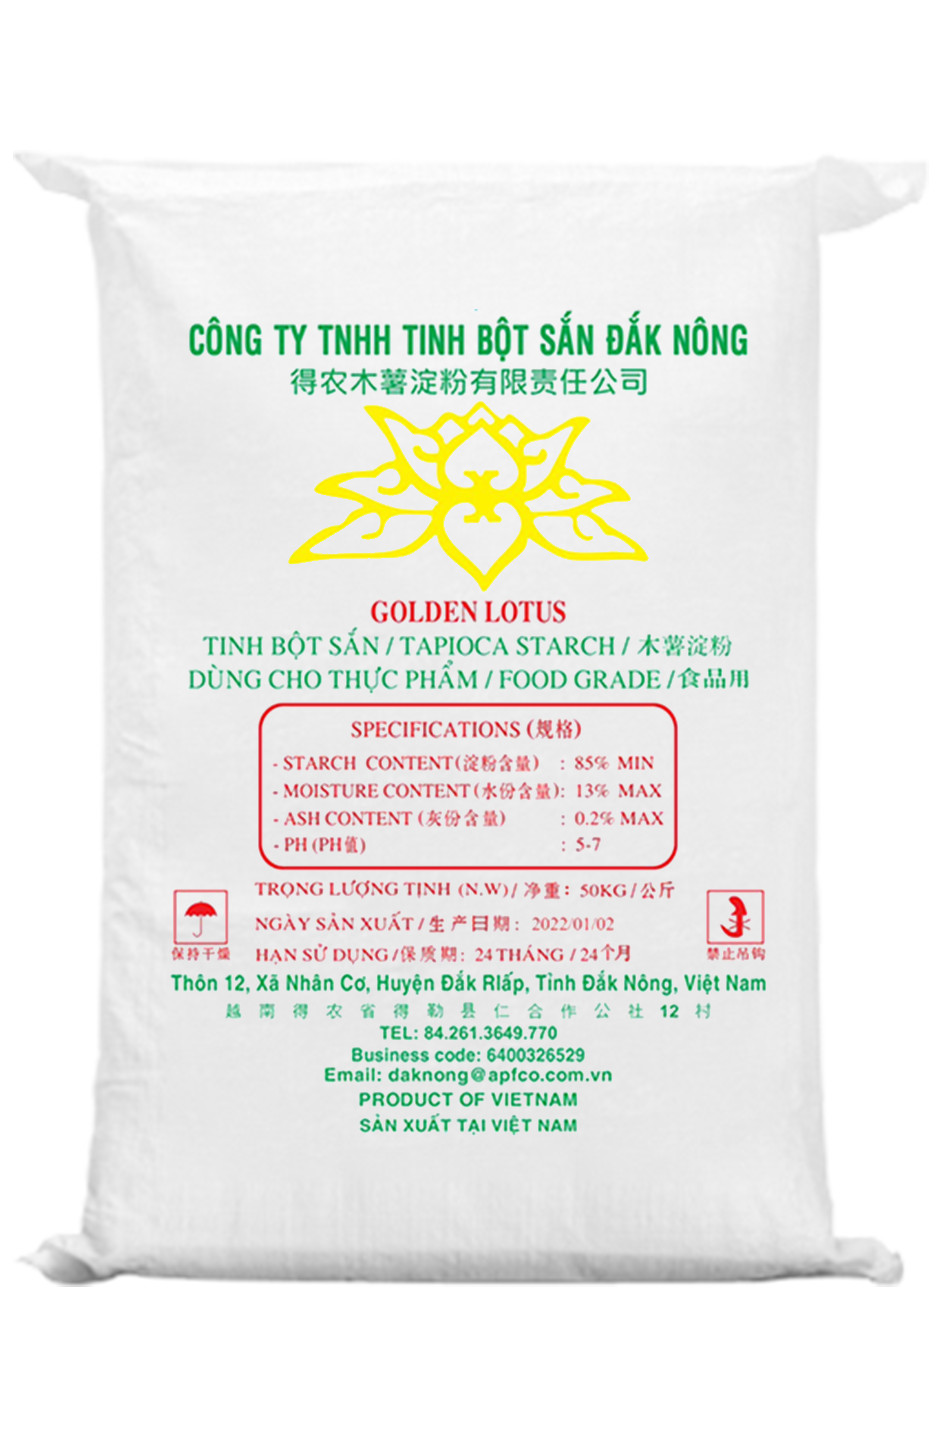 CÔNG TY TNHH TINH BỘT SẮN ĐẮK NÔNG
得农木薯淀粉有限责任公司
GOLDEN LOTUS
TINH BỘT SẮN / TAPIOCA STARCH / 木薯淀粉
DÙNG CHO THỰC PHẨM / FOOD GRADE / 食品用
SPECIFICATIONS (规格)
- STARCH CONTENT (淀粉含量) : 85% MIN
- MOISTURE CONTENT (水份含量): 13% MAX
- ASH CONTENT (灰份含量) : 0.2% MAX
- PH (PH值) : 5-7
TRỌNG LƯỢNG TỊNH (N.W) / 净重: 50KG / 公斤
NGÀY SẢN XUẤT / 生产日期: 2022/01/02
HẠN SỬ DỤNG / 保质期: 24 THÁNG / 24个月
保持干燥
禁止吊钩
Thôn 12, Xã Nhân Cơ, Huyện Đắk Rlấp, Tỉnh Đắk Nông, Việt Nam
越南得农省得勒县仁合作公社 12 村
TEL: 84.261.3649.770
Business code: 6400326529
Email: daknong@apfco.com.vn
PRODUCT OF VIETNAM
SẢN XUẤT TẠI VIỆT NAM